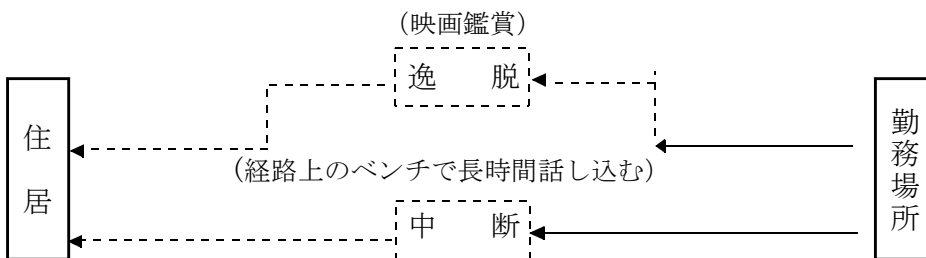 (映画鑑賞)
逸 脱
住居
勤務場所
(経路上のベンチで長時間話し込む)
中 断